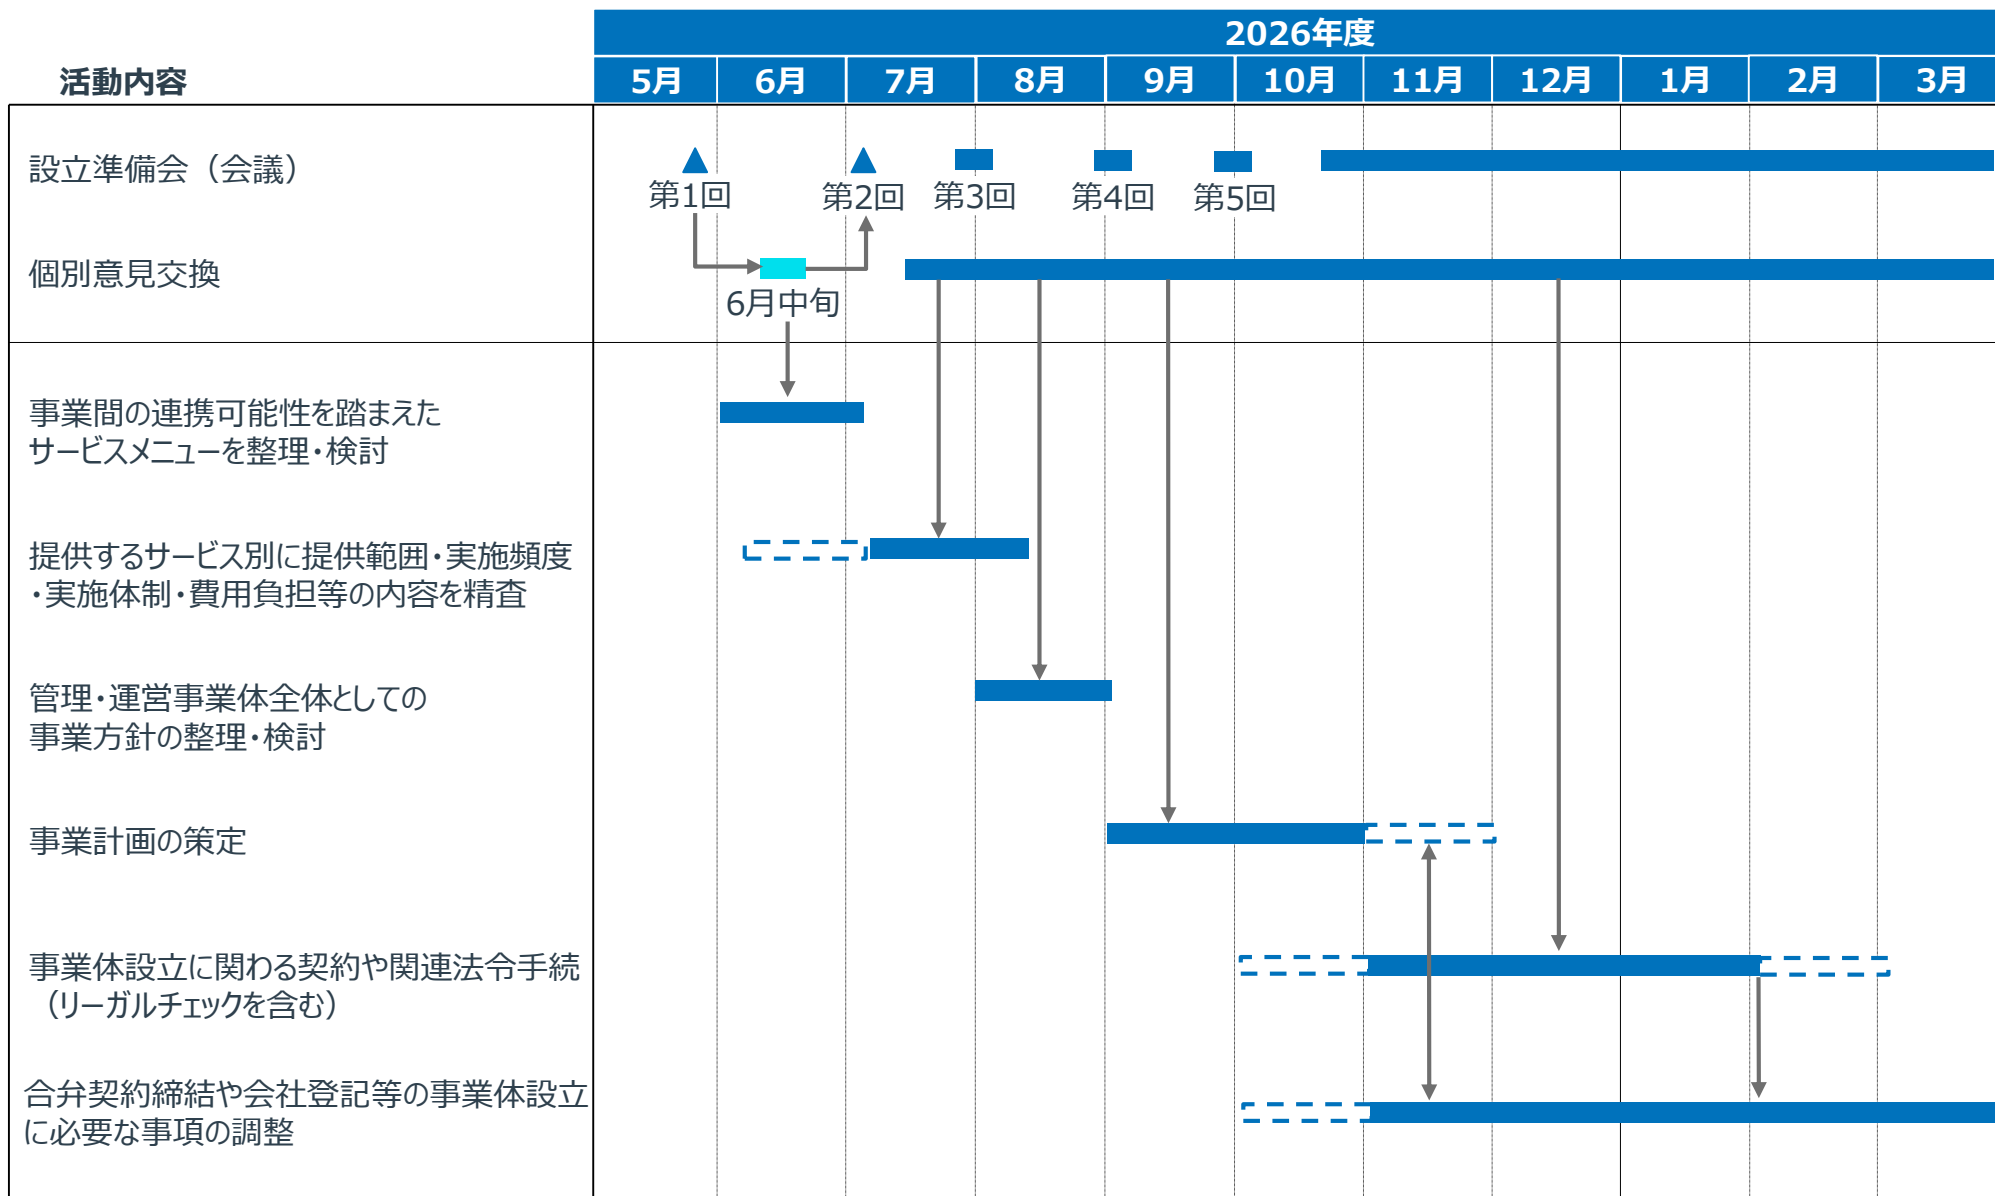 2026年度
活動内容
5月 6月 7月 8月 9月 10月 11月 12月 1月 2月 3月
設立準備会（会議）
第1回 第2回 第3回 第4回 第5回
個別意見交換
6月中旬
事業間の連携可能性を踏まえた
サービスメニューを整理・検討
提供するサービス別に提供範囲・実施頻度
・実施体制・費用負担等の内容を精査
管理・運営事業体全体としての
事業方針の整理・検討
事業計画の策定
事業体設立に関わる契約や関連法令手続
（リーガルチェックを含む）
合弁契約締結や会社登記等の事業体設立
に必要な事項の調整